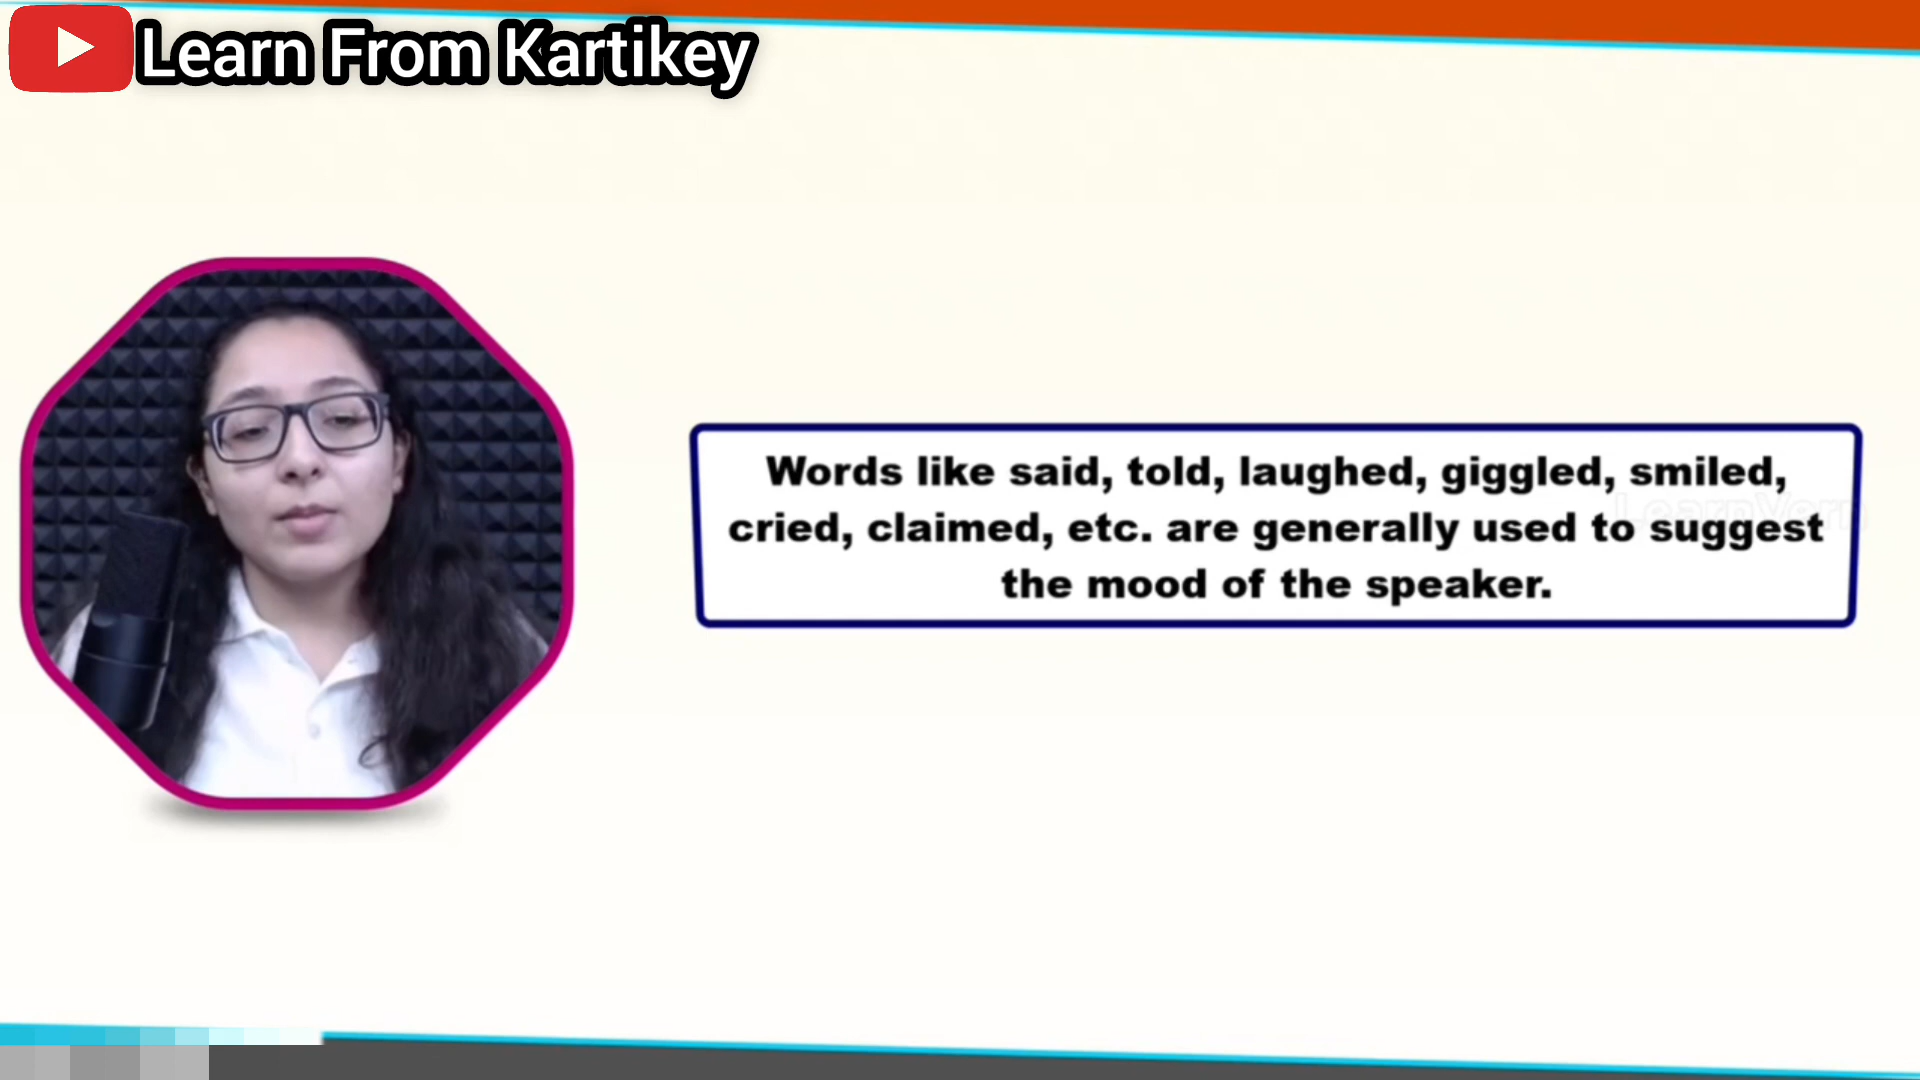 Learn From Kartikey
Words like said, told, laughed, giggled, smiled,
cried, claimed, etc. are generally used to suggest
the mood of the speaker.
LearnVern